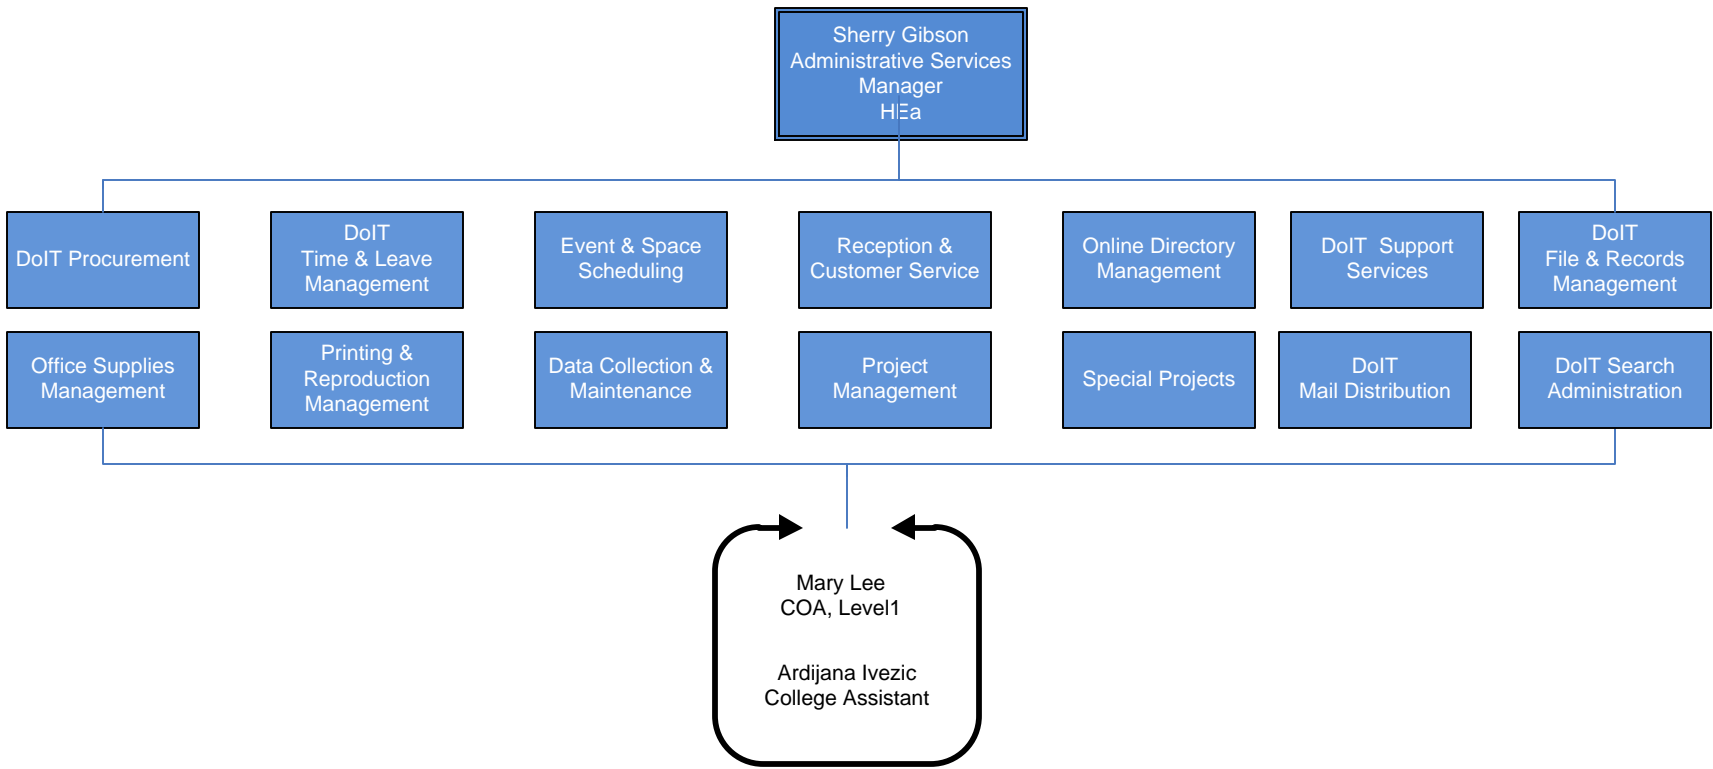 Sherry Gibson
Administrative Services
Manager
HEa
DoIT Procurement
DoIT
Time & Leave
Management
Event & Space
Scheduling
Reception &
Customer Service
Online Directory
Management
DoIT  Support
Services
DoIT
File & Records
Management
Office Supplies
Management
Printing &
Reproduction
Management
Data Collection &
Maintenance
Project
Management
Special Projects
DoIT
Mail Distribution
DoIT Search
Administration
Mary Lee
COA, Level1
Ardijana Ivezic
College Assistant